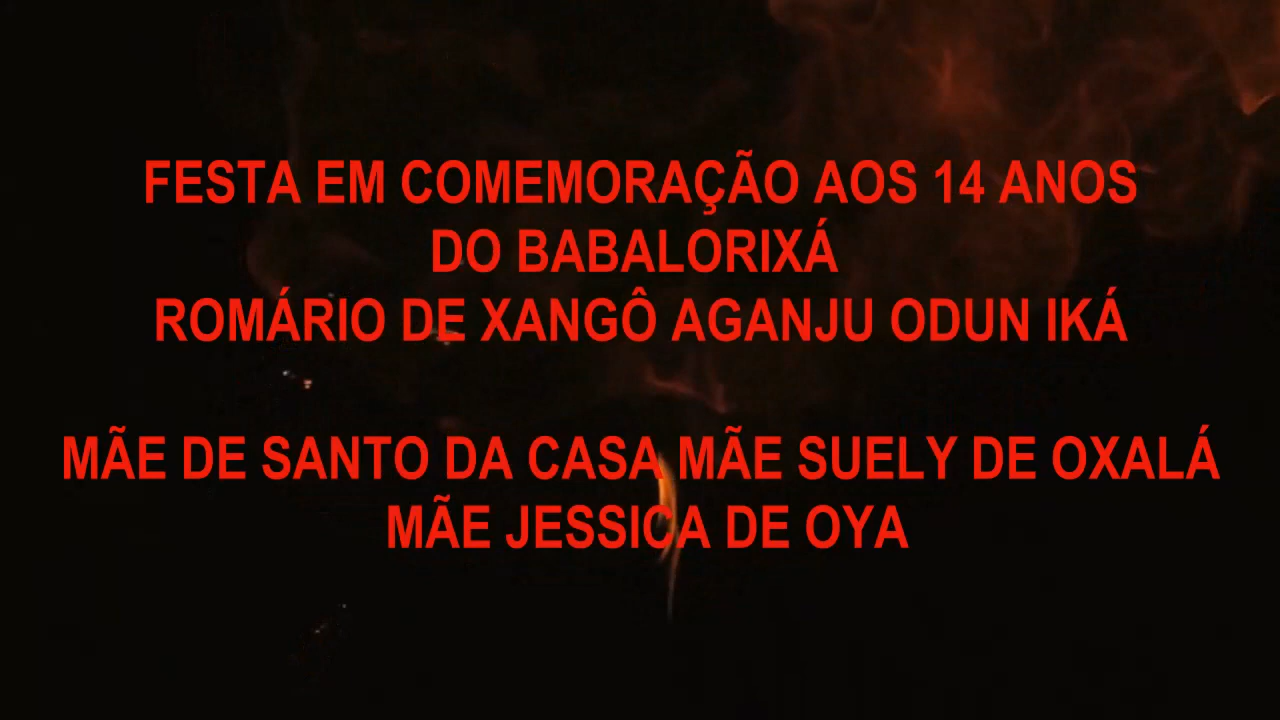 FESTA EM COMEMORAÇÃO AOS 14 ANOS
DO BABALORIXÁ
ROMÁRIO DE XANGÔ AGANJU ODUN IKÁ
MÃE DE SANTO DA CASA MÃE SUELY DE OXALÁ
MÃE JESSICA DE OYA